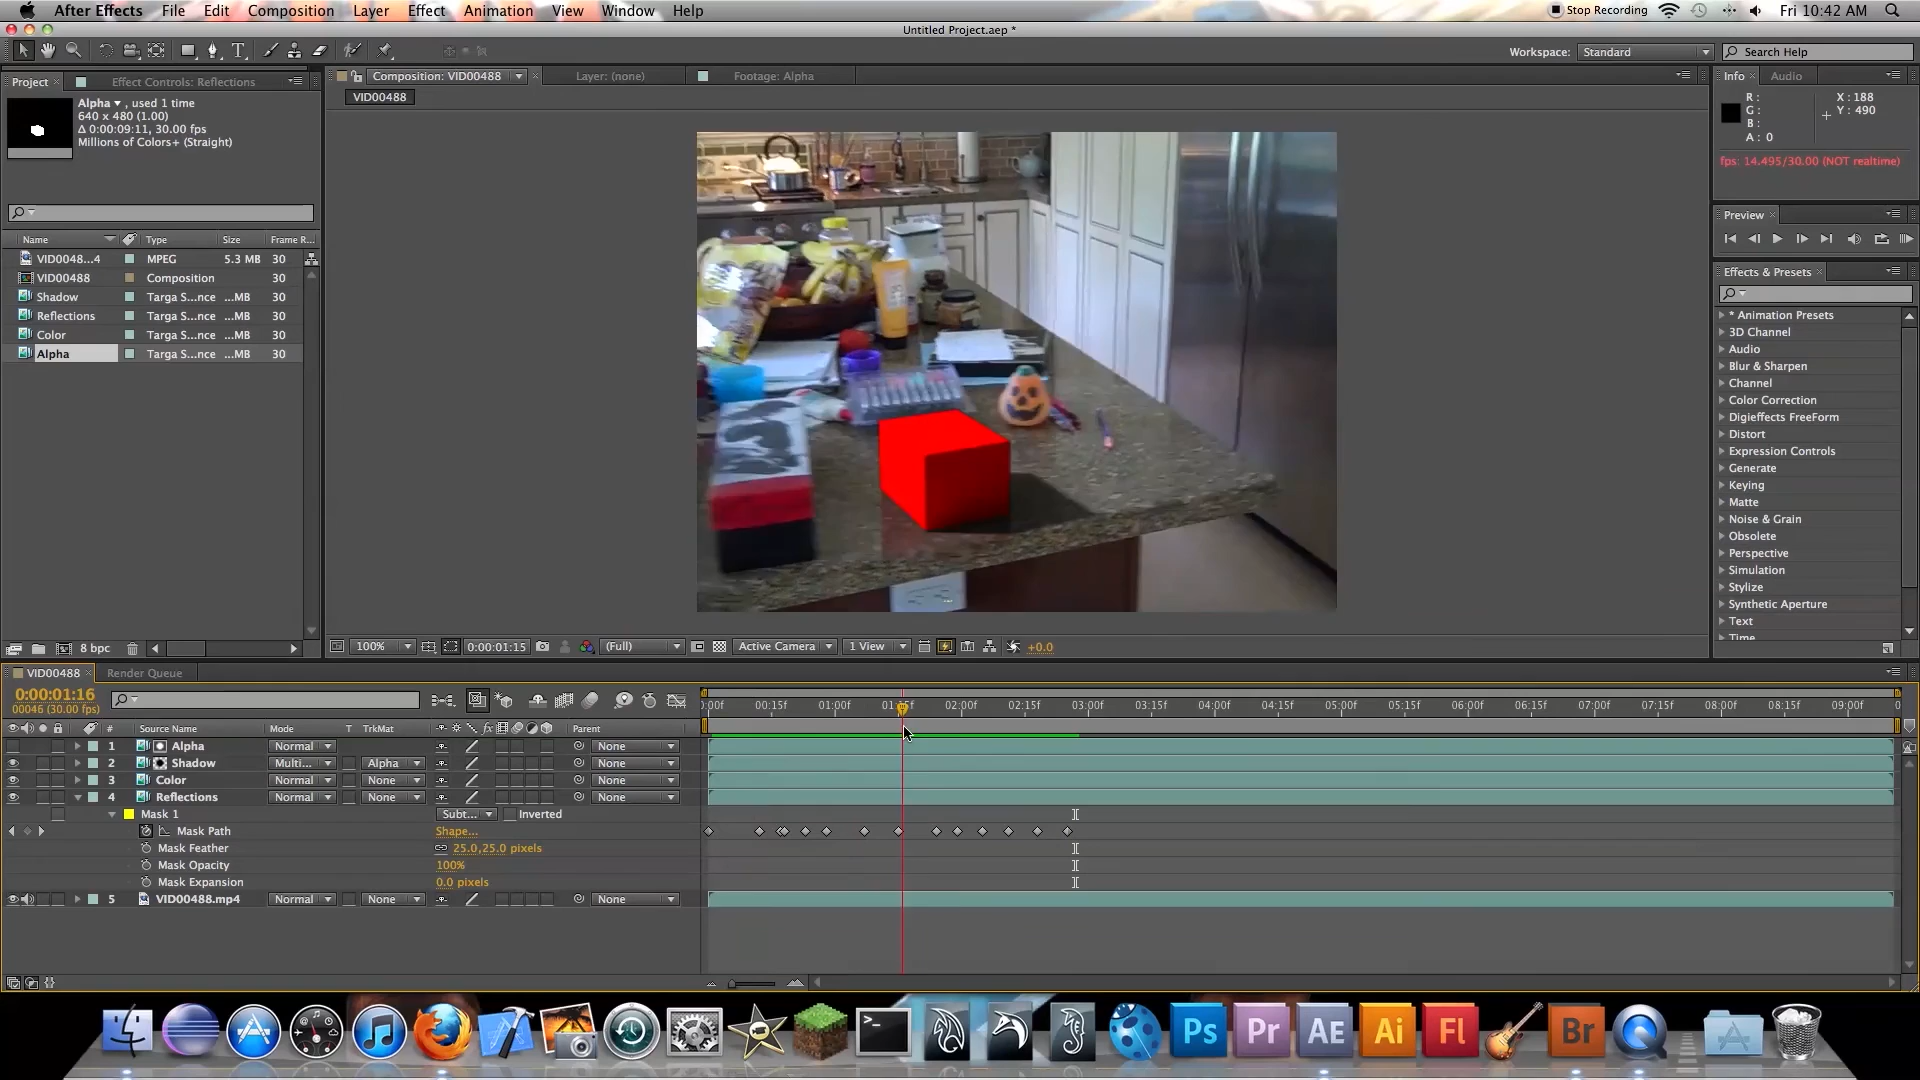 After Effects File Edit Composition Layer Effect Animation View Window Help Stop Recording Fri 10:42 AM
Untitled Project.aep *
Workspace: Standard Search Help
Project Effect Controls: Reflections
Composition: VID00488 Layer: (none) Footage: Alpha
Info Audio
VID00488
Alpha , used 1 time
640 x 480 (1.00)
Δ 0:00:09:11, 30.00 fps
Millions of Colors+ (Straight)
R :
G :
B :
A : 0
X : 188
Y : 490
fps: 14.495/30.00 (NOT realtime)
Preview
Name Type Size Frame R...
VID0048...4 MPEG 5.3 MB 30
VID00488 Composition 30
Shadow Targa S...nce ...MB 30
Reflections Targa S...nce ...MB 30
Color Targa S...nce ...MB 30
Alpha Targa S...nce ...MB 30
Effects & Presets
* Animation Presets
3D Channel
Audio
Blur & Sharpen
Channel
Color Correction
Digieffects FreeForm
Distort
Expression Controls
Generate
Keying
Matte
Noise & Grain
Obsolete
Perspective
Simulation
Stylize
Synthetic Aperture
Text
Time
8 bpc
100% 0:00:01:15 (Full) Active Camera 1 View +0.0
VID00488 Render Queue
0:00:01:16
00046 (30.00 fps)
:00f 00:15f 01:00f 01:15f 02:00f 02:15f 03:00f 03:15f 04:00f 04:15f 05:00f 05:15f 06:00f 06:15f 07:00f 07:15f 08:00f 08:15f 09:00f 0
# Source Name Mode T TrkMat fx Parent
1 Alpha Normal None
2 Shadow Multi... Alpha None
3 Color Normal None None
4 Reflections Normal None None
Mask 1 Subt... Inverted
Mask Path Shape...
Mask Feather 25.0,25.0 pixels
Mask Opacity 100%
Mask Expansion 0.0 pixels
5 VID00488.mp4 Normal None None
Ps Pr AE Ai Fl Br